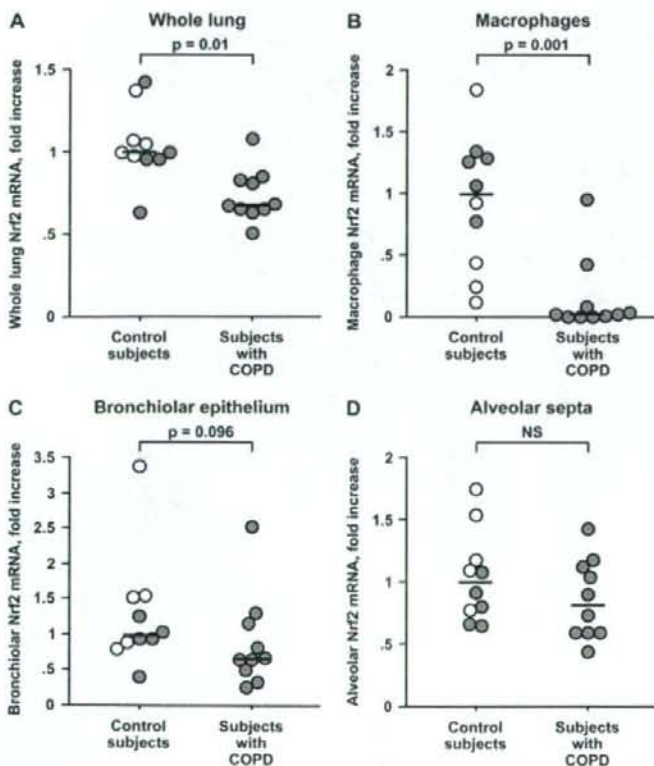 A
Whole lung
p = 0.01
Whole lung Nrf2 mRNA, fold increase
1.5
1
.5
0
Control
subjects
Subjects
with
COPD
B
Macrophages
p = 0.001
Macrophage Nrf2 mRNA, fold increase
2
1.5
1
.5
0
Control
subjects
Subjects
with
COPD
C
Bronchiolar epithelium
p = 0.096
Bronchiolar Nrf2 mRNA, fold increase
3.5
3
2.5
2
1.5
1
.5
0
Control
subjects
Subjects
with
COPD
D
Alveolar septa
NS
Alveolar Nrf2 mRNA, fold increase
2
1.5
1
0.5
0
Control
subjects
Subjects
with
COPD